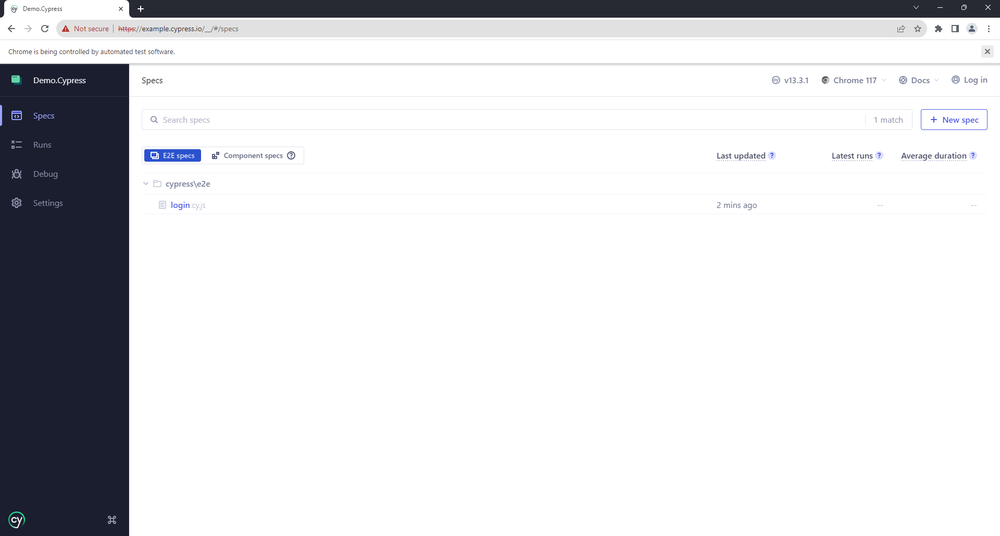 Demo.Cypress
Not secure https://example.cypress.io/__/#/specs
Chrome is being controlled by automated test software.
Demo.Cypress
Specs
v13.3.1
Chrome 117
Docs
Log in
Specs
Runs
Debug
Settings
Search specs
1 match
+ New spec
E2E specs
Component specs ?
Last updated ?
Latest runs ?
Average duration ?
cypress\e2e
login.cy.js
2 mins ago
--
--
cy